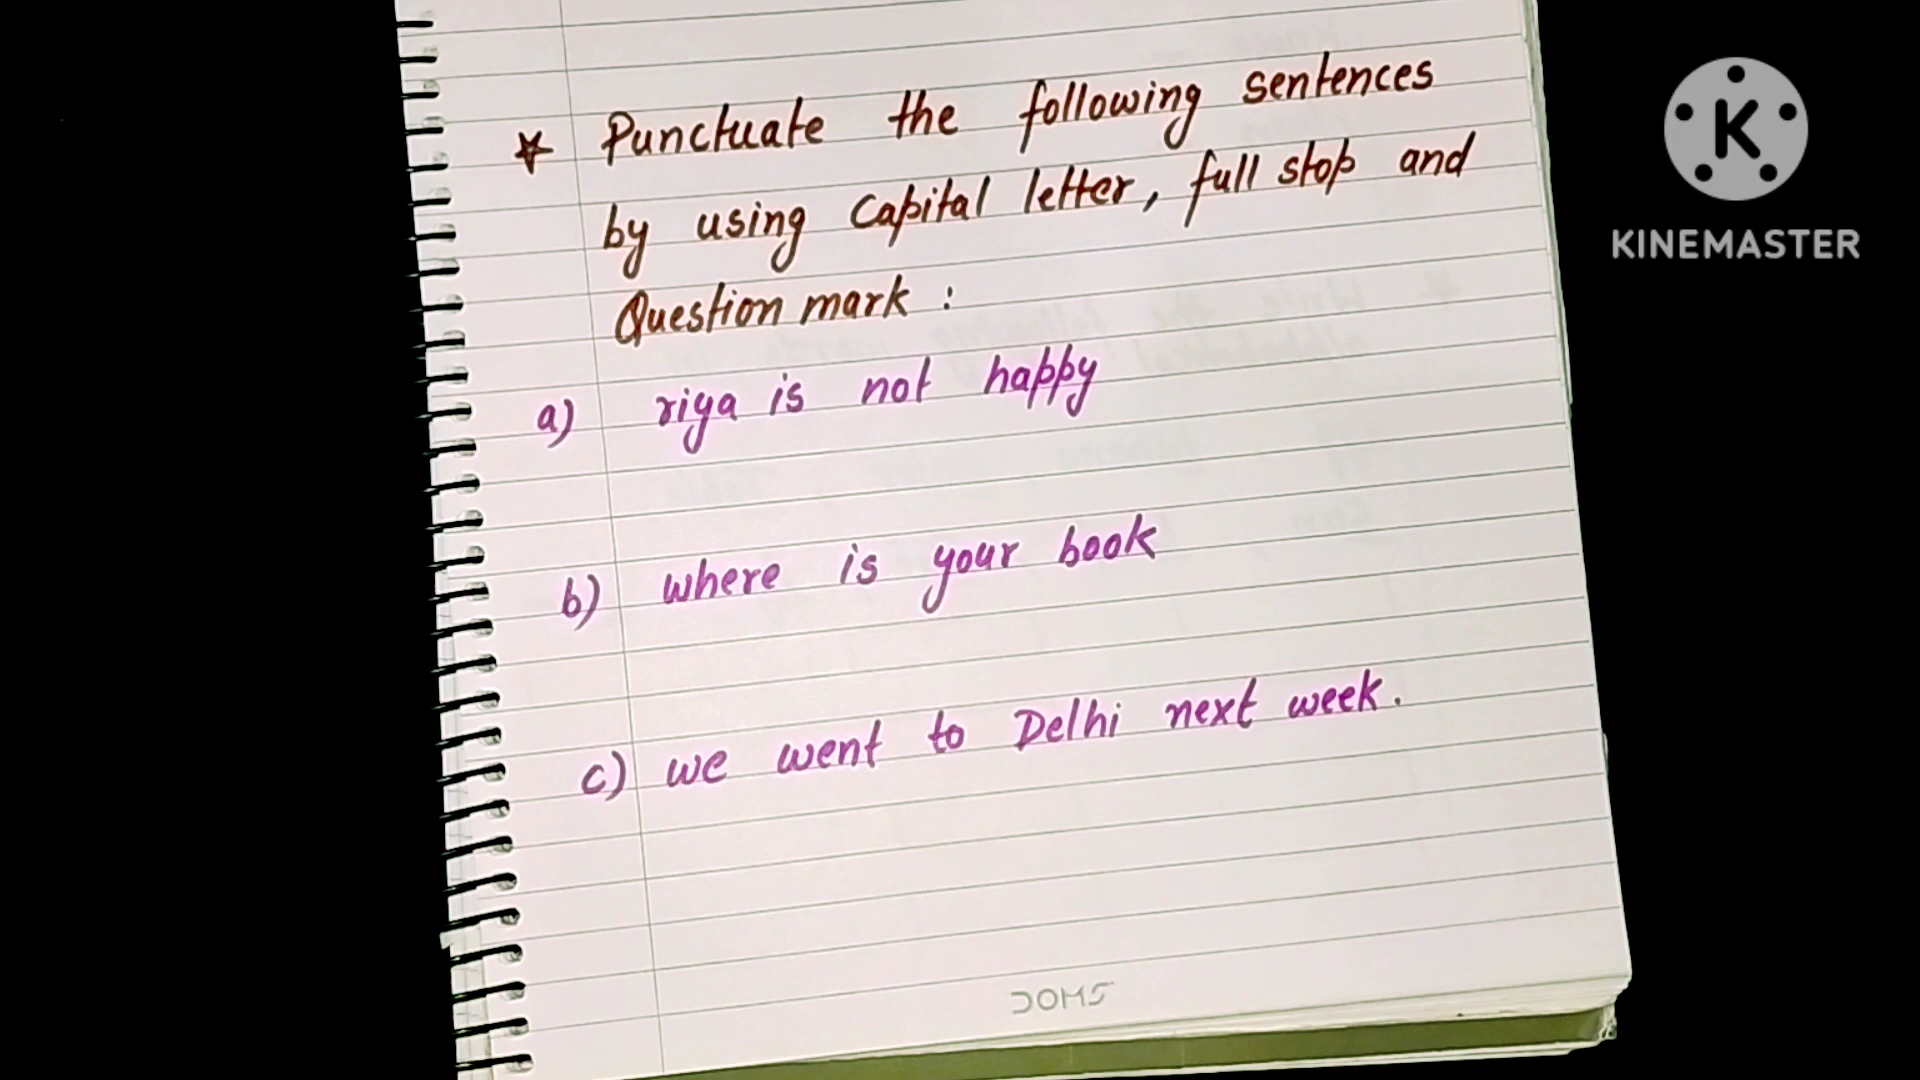 * Punctuate the following sentences
by using capital letter, full stop and
Question mark :
a) riya is not happy
b) where is your book
c) we went to Delhi next week.
DOMS
K
KINEMASTER